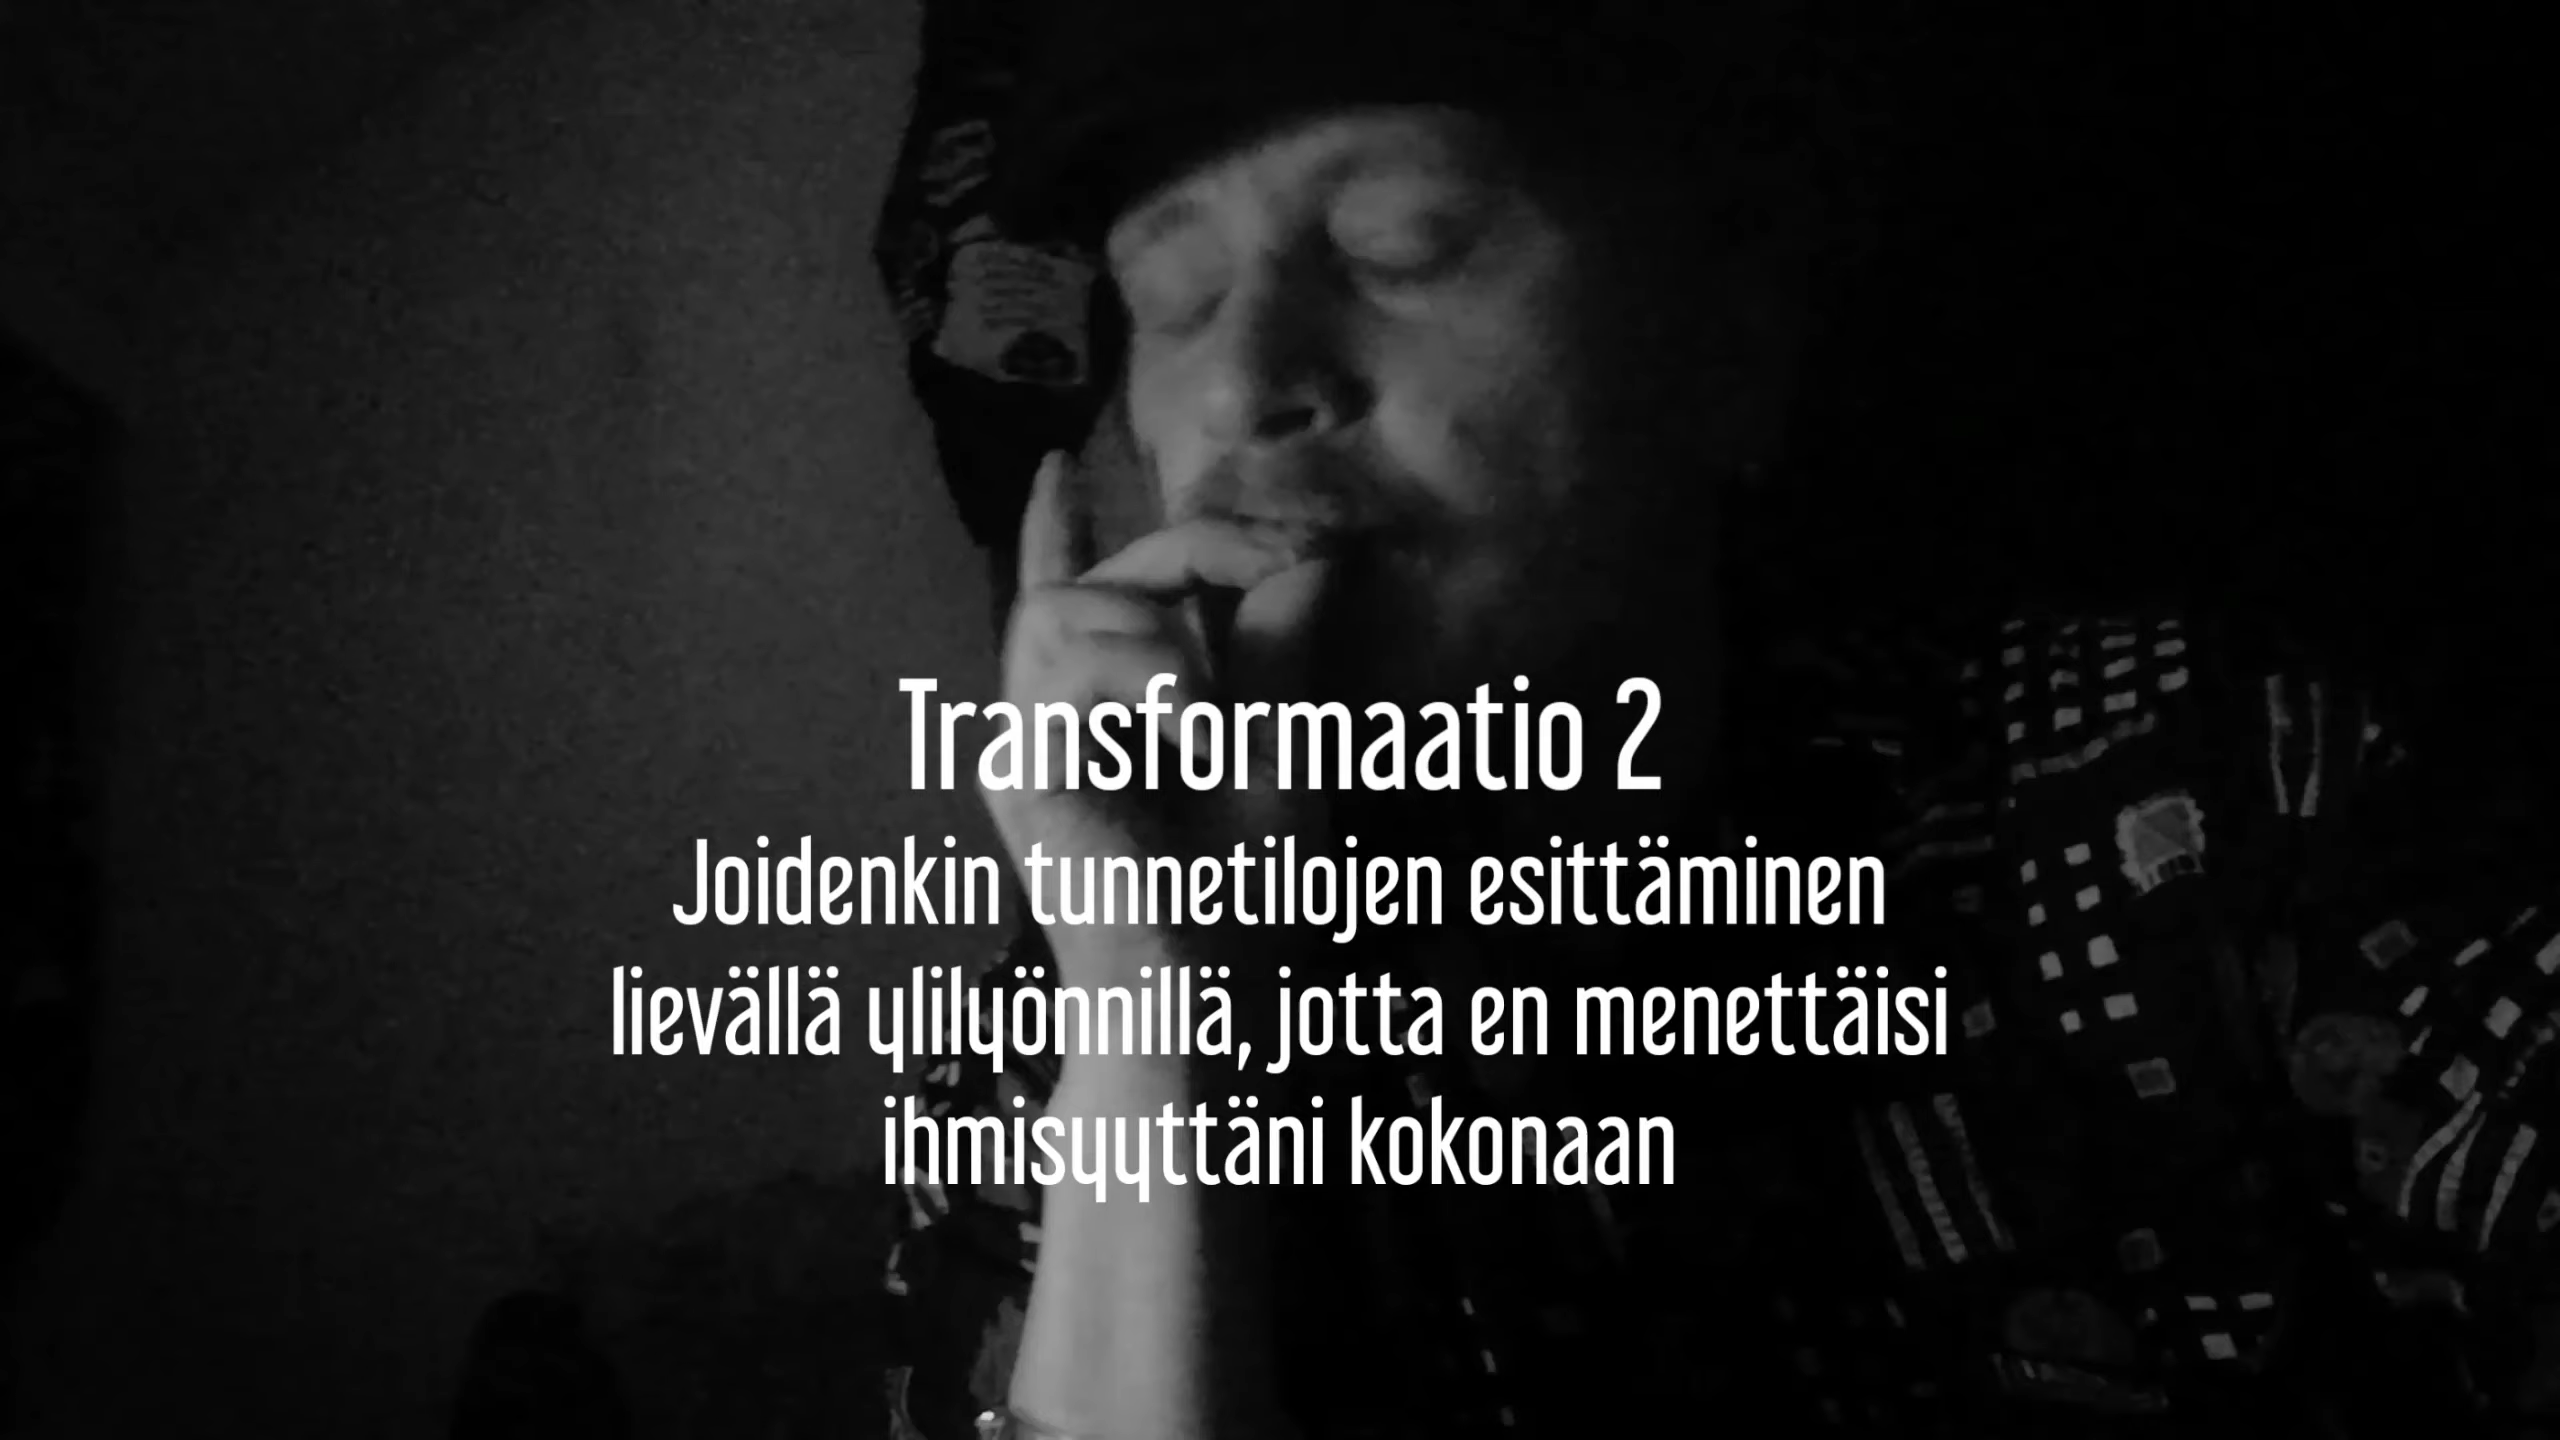 Transformaatio 2
Joidenkin tunnetilojen esittäminen
lievällä ylilyönnillä, jotta en menettäisi
ihmisyyttäni kokonaan